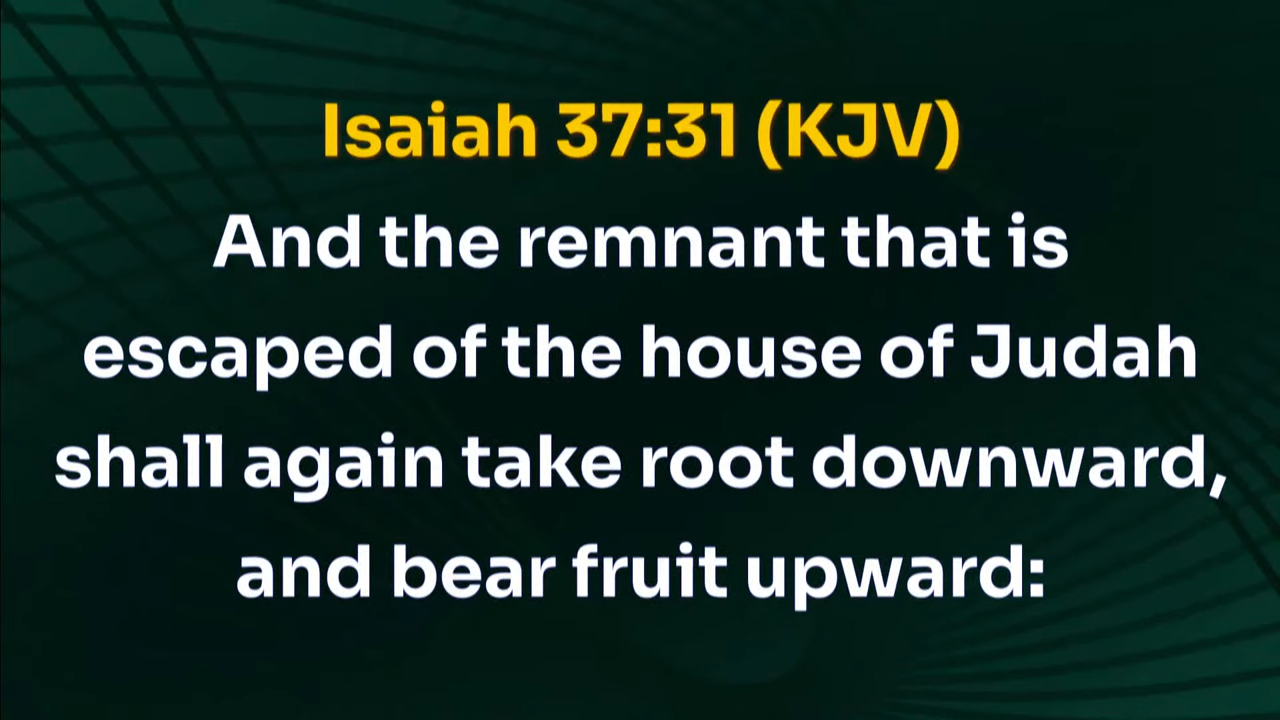 Isaiah 37:31 (KJV)
And the remnant that is
escaped of the house of Judah
shall again take root downward,
and bear fruit upward: